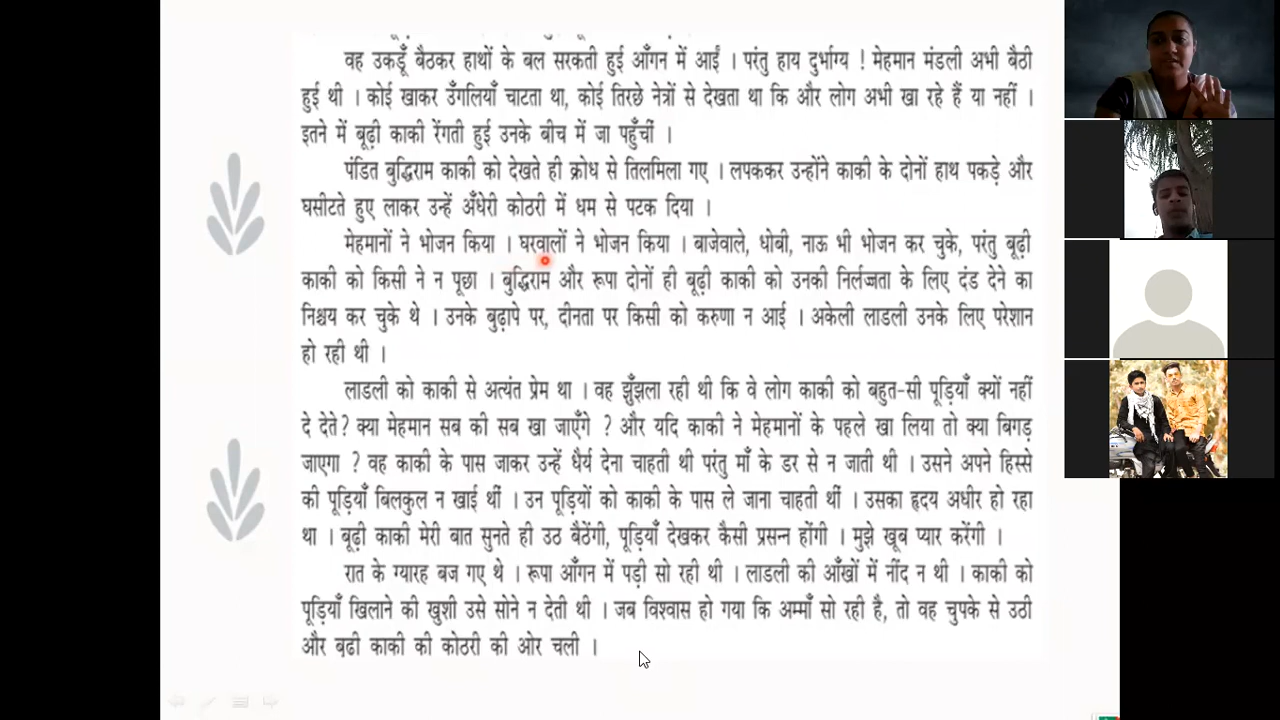 वह उकड़ूँ बैठकर हाथों के बल सरकती हुई आँगन में आईं । परंतु हाय दुर्भाग्य ! मेहमान मंडली अभी बैठी
हुई थी । कोई खाकर उँगलियाँ चाटता था, कोई तिरछे नेत्रों से देखता था कि और लोग अभी खा रहे हैं या नहीं ।
इतने में बूढ़ी काकी रेंगती हुई उनके बीच में जा पहुँचीं ।
पंडित बुद्धिराम काकी को देखते ही क्रोध से तिलमिला गए । लपककर उन्होंने काकी के दोनों हाथ पकड़े और
घसीटते हुए लाकर उन्हें अँधेरी कोठरी में धम से पटक दिया ।
मेहमानों ने भोजन किया । घरवालों ने भोजन किया । बाजेवाले, धोबी, नाऊ भी भोजन कर चुके, परंतु बूढ़ी
काकी को किसी ने न पूछा । बुद्धिराम और रूपा दोनों ही बूढ़ी काकी को उनकी निर्लज्जता के लिए दंड देने का
निश्चय कर चुके थे । उनके बुढ़ापे पर, दीनता पर किसी को करुणा न आई । अकेली लाडली उनके लिए परेशान
हो रही थी ।
लाडली को काकी से अत्यंत प्रेम था । वह झुँझला रही थी कि वे लोग काकी को बहुत-सी पूड़ियाँ क्यों नहीं
दे देते? क्या मेहमान सब की सब खा जाएँगे ? और यदि काकी ने मेहमानों के पहले खा लिया तो क्या बिगड़
जाएगा ? वह काकी के पास जाकर उन्हें धैर्य देना चाहती थी परंतु माँ के डर से न जाती थी । उसने अपने हिस्से
की पूड़ियाँ बिलकुल न खाई थीं । उन पूड़ियों को काकी के पास ले जाना चाहती थीं । उसका हृदय अधीर हो रहा
था । बूढ़ी काकी मेरी बात सुनते ही उठ बैठेंगी, पूड़ियाँ देखकर कैसी प्रसन्न होंगी । मुझे खूब प्यार करेंगी ।
रात के ग्यारह बज गए थे । रूपा आँगन में पड़ी सो रही थी । लाडली की आँखों में नींद न थी । काकी को
पूड़ियाँ खिलाने की खुशी उसे सोने न देती थी । जब विश्वास हो गया कि अम्माँ सो रही है, तो वह चुपके से उठी
और बूढ़ी काकी की कोठरी की ओर चली ।